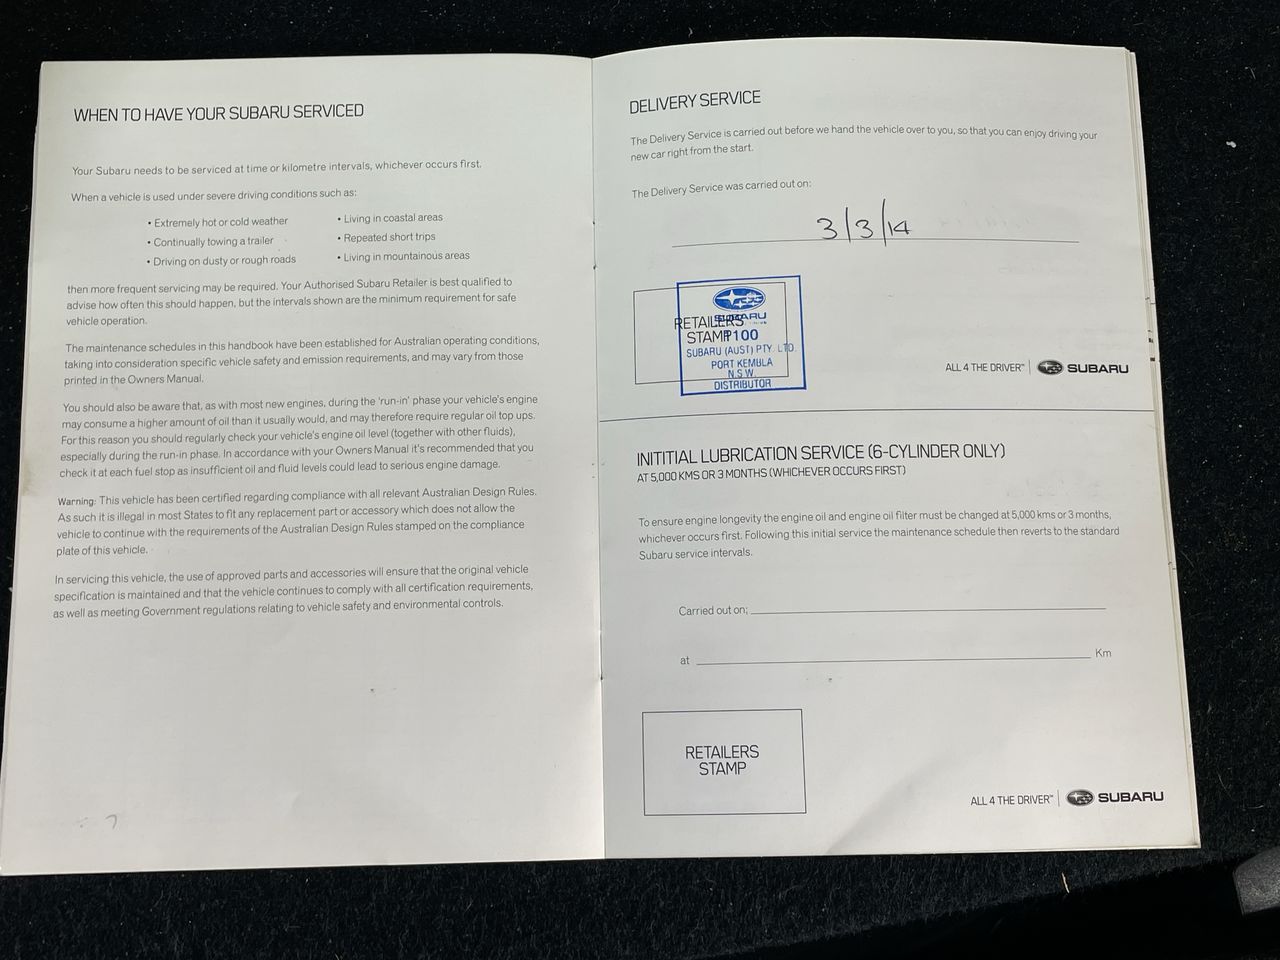 WHEN TO HAVE YOUR SUBARU SERVICED
Your Subaru needs to be serviced at time or kilometre intervals, whichever occurs first.
When a vehicle is used under severe driving conditions such as:
• Extremely hot or cold weather
• Continually towing a trailer
• Driving on dusty or rough roads
• Living in coastal areas
• Repeated short trips
• Living in mountainous areas
then more frequent servicing may be required. Your Authorised Subaru Retailer is best qualified to
advise how often this should happen, but the intervals shown are the minimum requirement for safe
vehicle operation.
The maintenance schedules in this handbook have been established for Australian operating conditions,
taking into consideration specific vehicle safety and emission requirements, and may vary from those
printed in the Owners Manual.
You should also be aware that, as with most new engines, during the 'run-in' phase your vehicle's engine
may consume a higher amount of oil than it usually would, and may therefore require regular oil top ups.
For this reason you should regularly check your vehicle's engine oil level (together with other fluids),
especially during the run-in phase. In accordance with your Owners Manual it's recommended that you
check it at each fuel stop as insufficient oil and fluid levels could lead to serious engine damage.
Warning: This vehicle has been certified regarding compliance with all relevant Australian Design Rules.
As such it is illegal in most States to fit any replacement part or accessory which does not allow the
vehicle to continue with the requirements of the Australian Design Rules stamped on the compliance
plate of this vehicle.
In servicing this vehicle, the use of approved parts and accessories will ensure that the original vehicle
specification is maintained and that the vehicle continues to comply with all certification requirements,
as well as meeting Government regulations relating to vehicle safety and environmental controls.
DELIVERY SERVICE
The Delivery Service is carried out before we hand the vehicle over to you, so that you can enjoy driving your
new car right from the start.
The Delivery Service was carried out on:
3/3/14
RETAILERS
STAMP
SUBARU
P100
SUBARU (AUST) PTY. LTD.
PORT KEMBLA
N.S.W.
DISTRIBUTOR
ALL 4 THE DRIVER™ SUBARU
INITITIAL LUBRICATION SERVICE (6-CYLINDER ONLY)
AT 5,000 KMS OR 3 MONTHS (WHICHEVER OCCURS FIRST)
To ensure engine longevity the engine oil and engine oil filter must be changed at 5,000 kms or 3 months,
whichever occurs first. Following this initial service the maintenance schedule then reverts to the standard
Subaru service intervals.
Carried out on:
at Km
RETAILERS
STAMP
ALL 4 THE DRIVER™ SUBARU